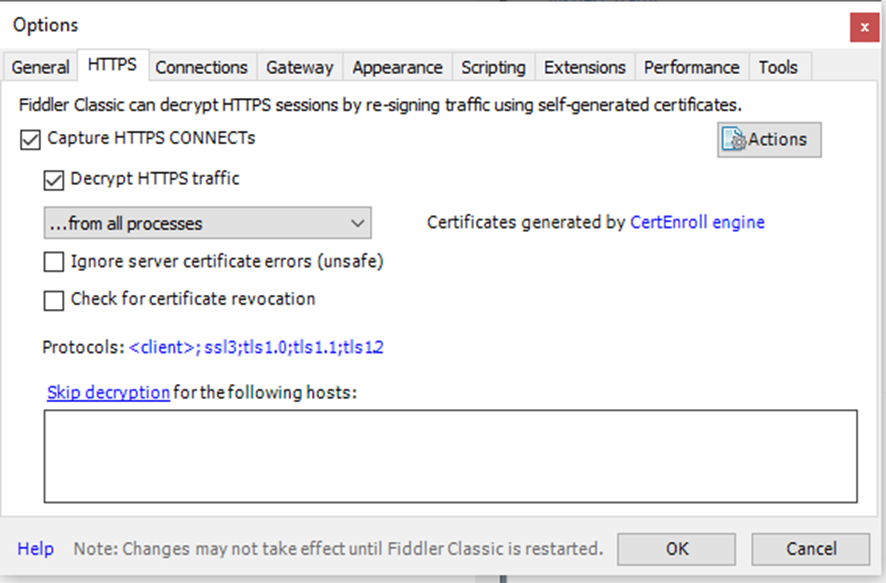 Options
x
General HTTPS Connections Gateway Appearance Scripting Extensions Performance Tools
Fiddler Classic can decrypt HTTPS sessions by re-signing traffic using self-generated certificates.
Capture HTTPS CONNECTs
Actions
Decrypt HTTPS traffic
...from all processes
Certificates generated by CertEnroll engine
Ignore server certificate errors (unsafe)
Check for certificate revocation
Protocols: <client>; ssl3;tls1.0;tls1.1;tls1.2
Skip decryption for the following hosts:
Help Note: Changes may not take effect until Fiddler Classic is restarted. OK Cancel